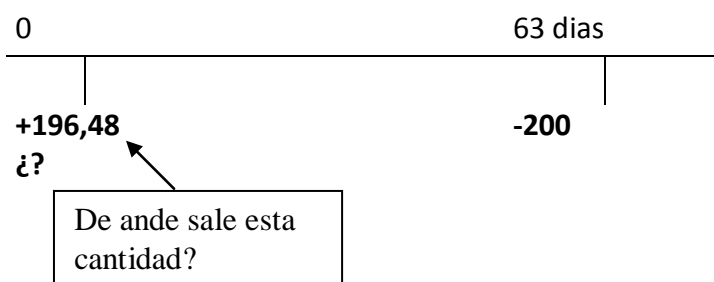 0 63 dias
+196,48 -200
¿?
De ande sale esta
cantidad?